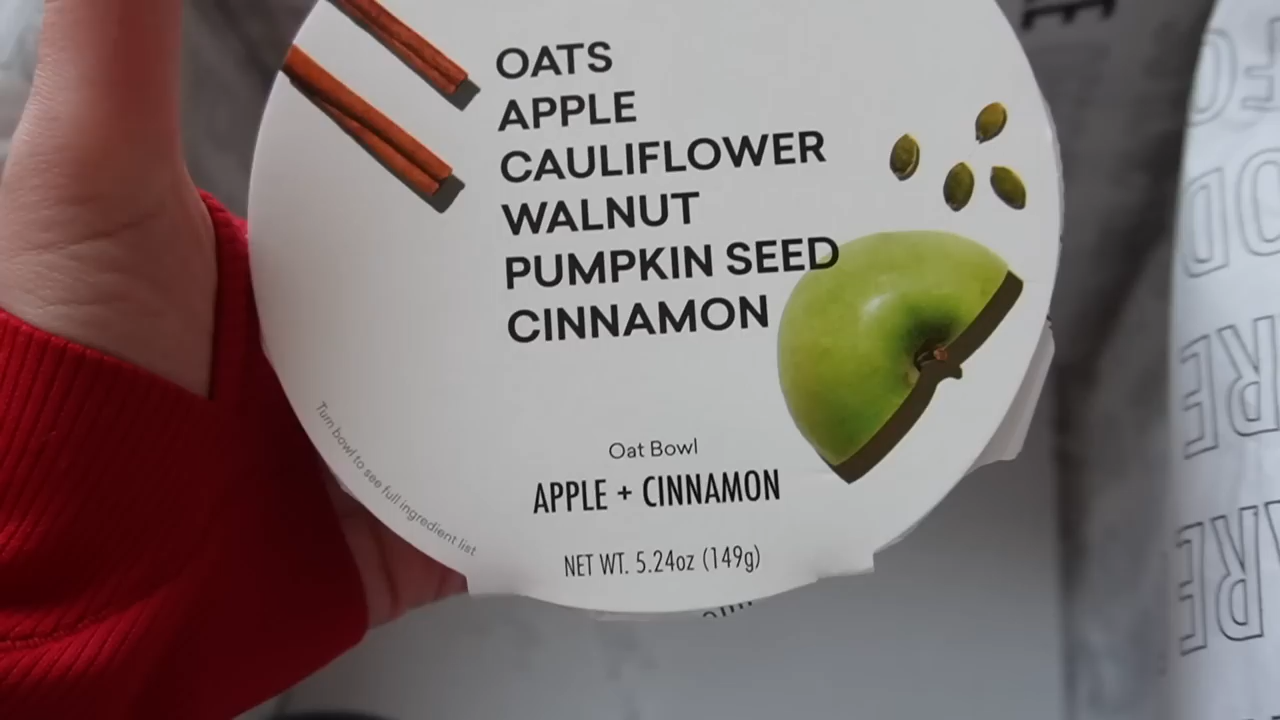 OATS
APPLE
CAULIFLOWER
WALNUT
PUMPKIN SEED
CINNAMON
Oat Bowl
APPLE + CINNAMON
NET WT. 5.24oz (149g)
Turn bowl to see full ingredient list